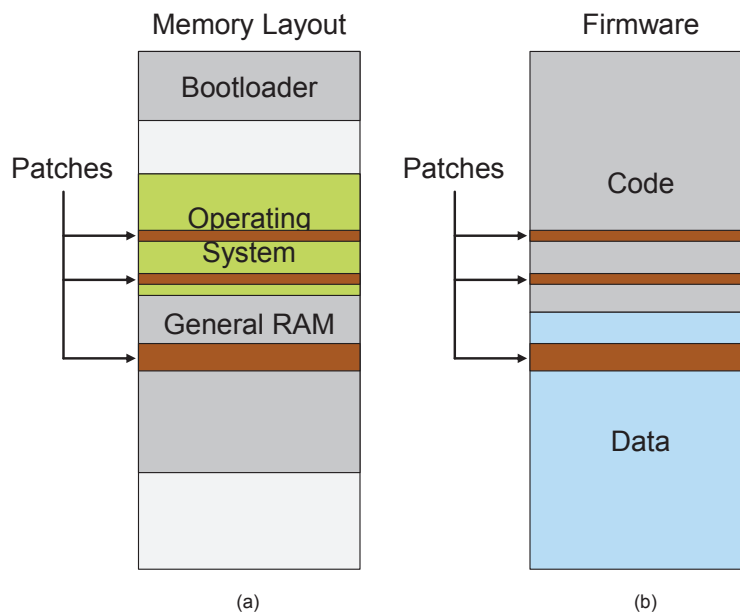 Memory Layout
Bootloader
Patches
Operating
System
General RAM
(a)
Firmware
Patches
Code
Data
(b)